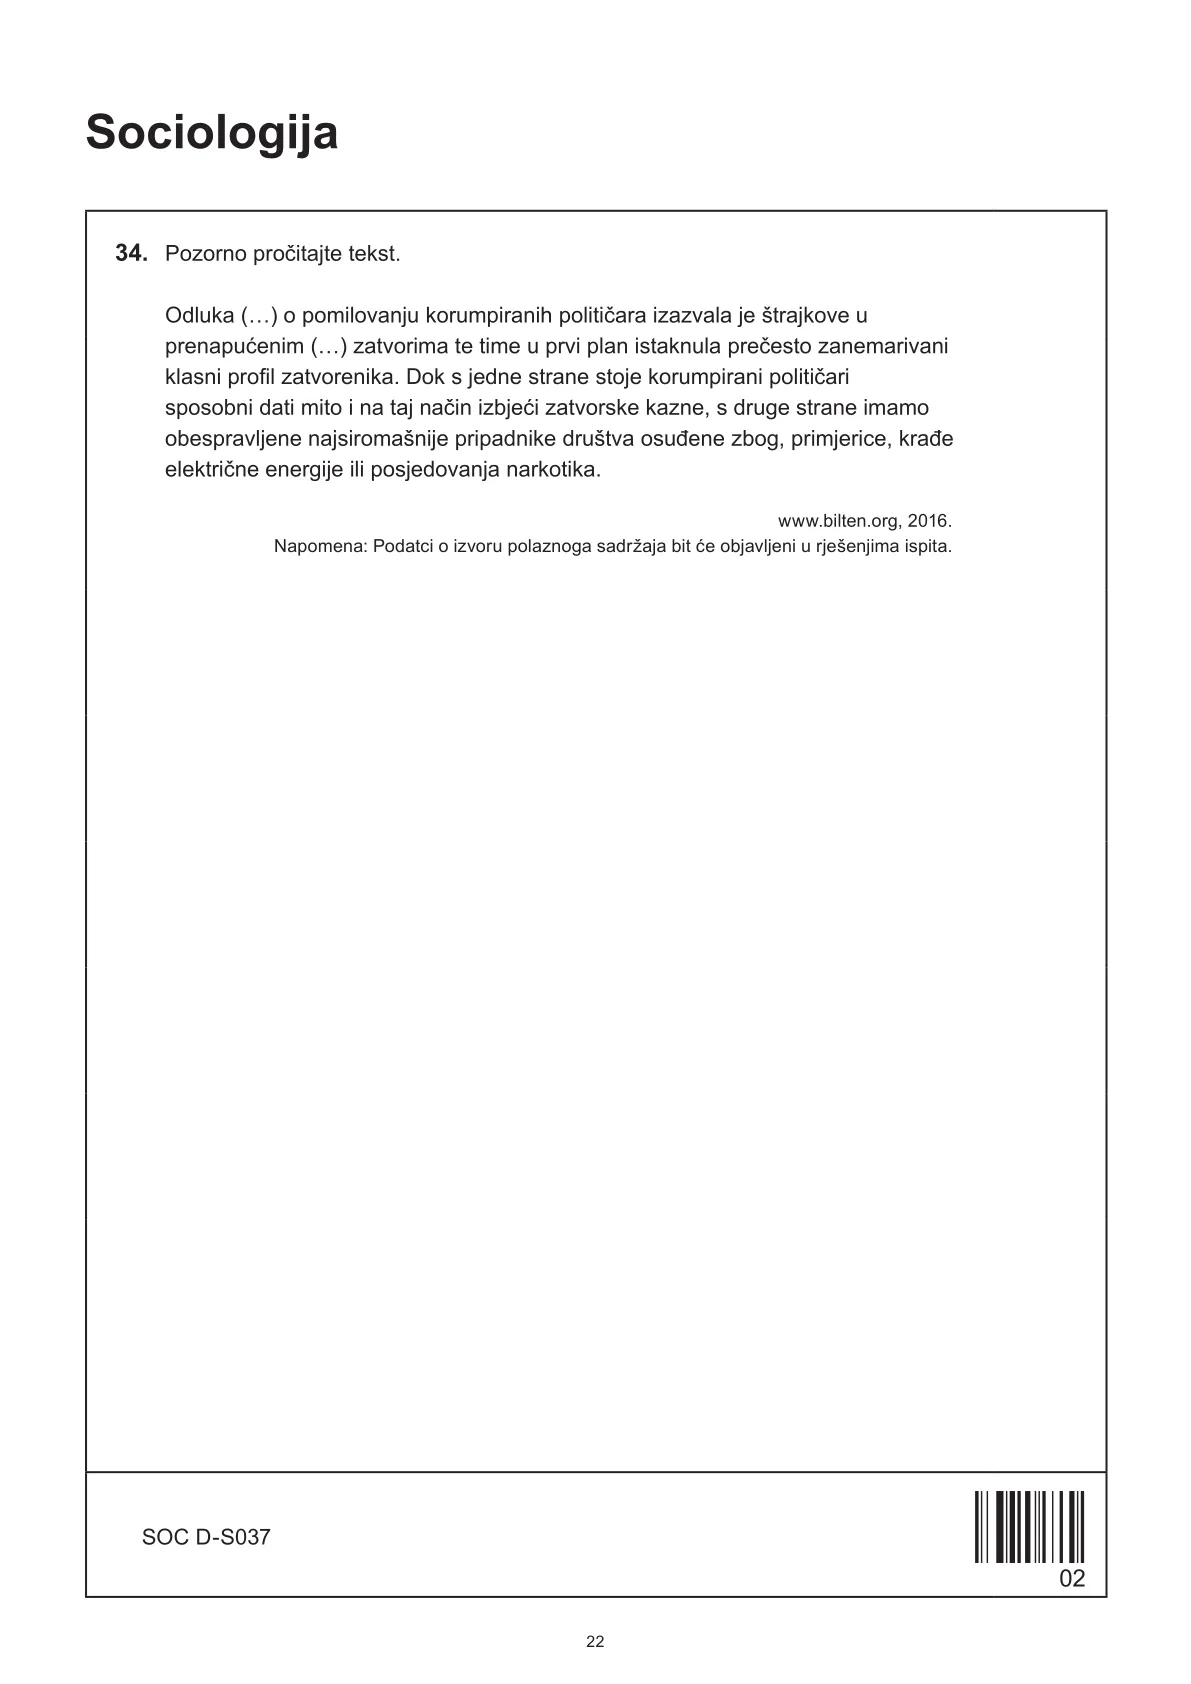 Sociologija
34. Pozorno pročitajte tekst.
Odluka (…) o pomilovanju korumpiranih političara izazvala je štrajkove u
prenapućenim (…) zatvorima te time u prvi plan istaknula prečesto zanemarivani
klasni profil zatvorenika. Dok s jedne strane stoje korumpirani političari
sposobni dati mito i na taj način izbjeći zatvorske kazne, s druge strane imamo
obespravljene najsiromašnije pripadnike društva osuđene zbog, primjerice, krađe
električne energije ili posjedovanja narkotika.
www.bilten.org, 2016.
Napomena: Podatci o izvoru polaznoga sadržaja bit će objavljeni u rješenjima ispita.
SOC D-S037
02
22